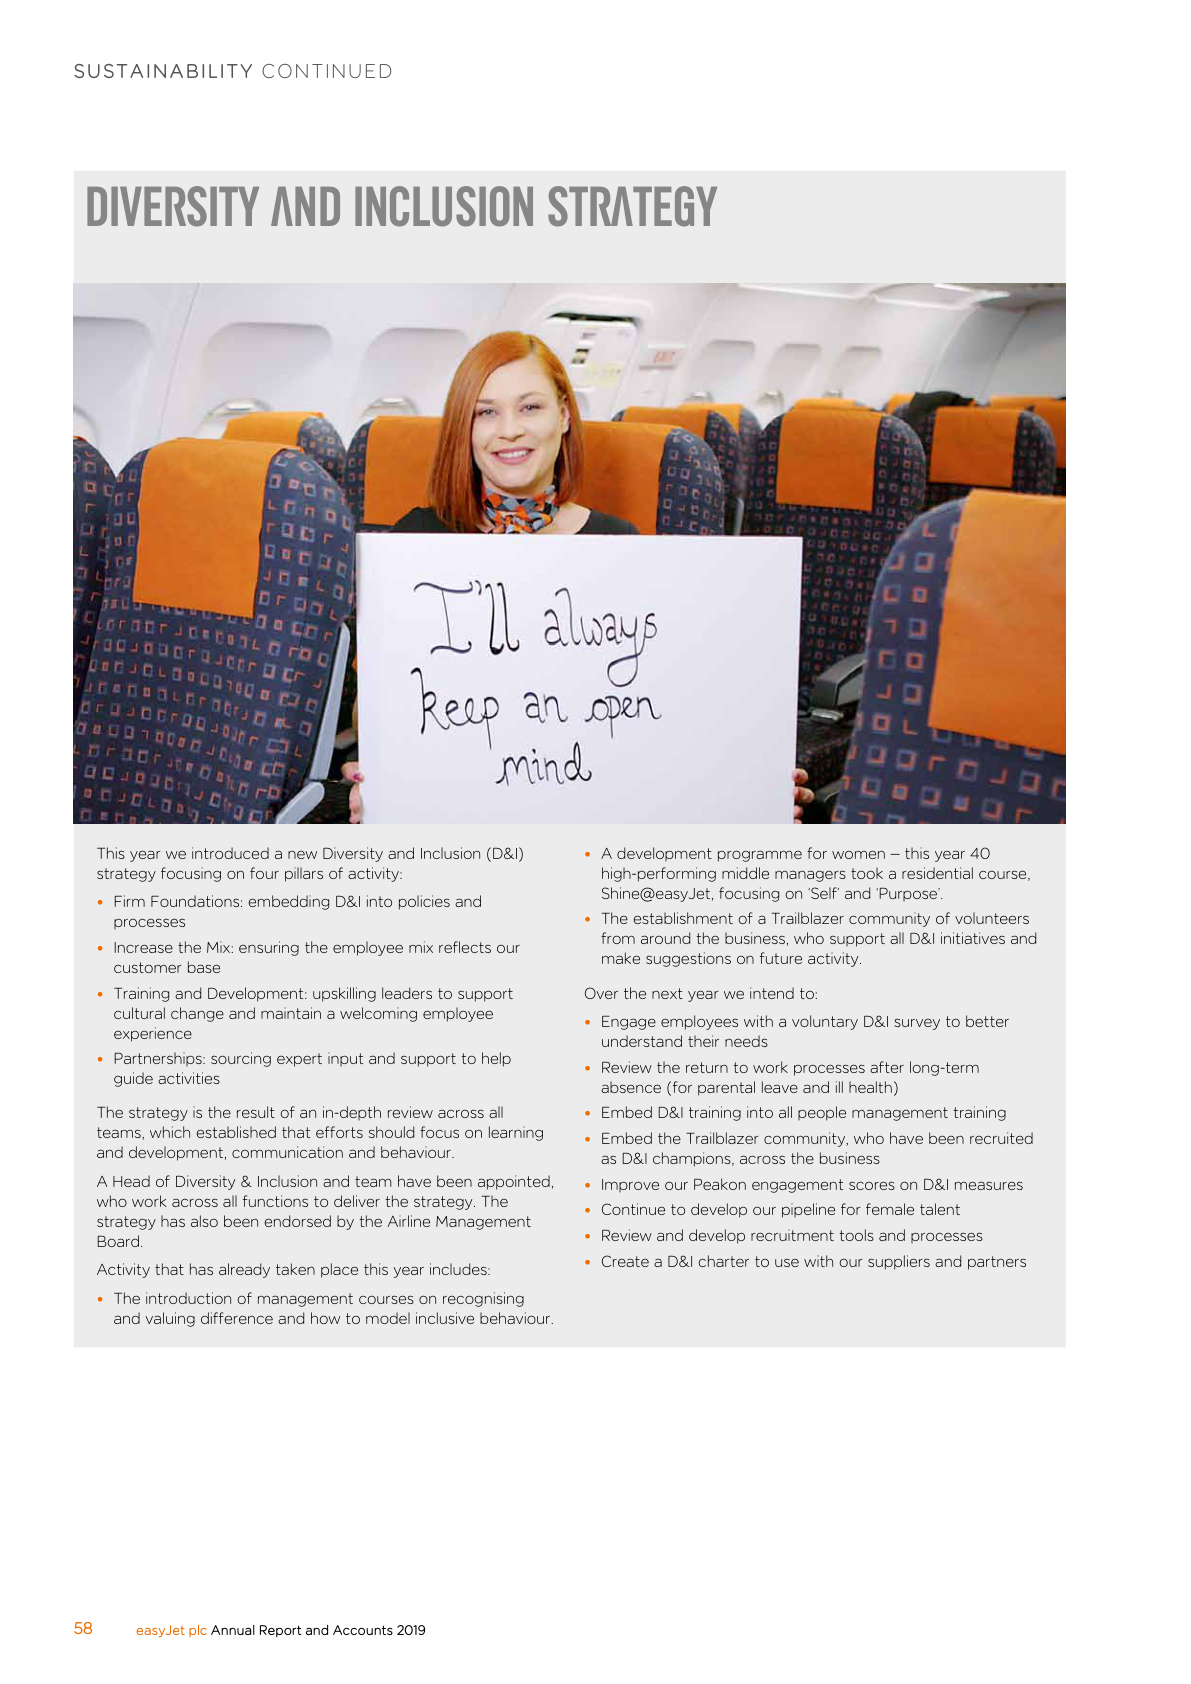 SUSTAINABILITY CONTINUED
DIVERSITY AND INCLUSION STRATEGY
EXIT
I'll always
keep an open
mind
This year we introduced a new Diversity and Inclusion (D&I)
strategy focusing on four pillars of activity:
• Firm Foundations: embedding D&I into policies and
processes
• Increase the Mix: ensuring the employee mix reflects our
customer base
• Training and Development: upskilling leaders to support
cultural change and maintain a welcoming employee
experience
• Partnerships: sourcing expert input and support to help
guide activities
The strategy is the result of an in-depth review across all
teams, which established that efforts should focus on learning
and development, communication and behaviour.
A Head of Diversity & Inclusion and team have been appointed,
who work across all functions to deliver the strategy. The
strategy has also been endorsed by the Airline Management
Board.
Activity that has already taken place this year includes:
• The introduction of management courses on recognising
and valuing difference and how to model inclusive behaviour.
• A development programme for women – this year 40
high-performing middle managers took a residential course,
Shine@easyJet, focusing on 'Self' and 'Purpose'.
• The establishment of a Trailblazer community of volunteers
from around the business, who support all D&I initiatives and
make suggestions on future activity.
Over the next year we intend to:
• Engage employees with a voluntary D&I survey to better
understand their needs
• Review the return to work processes after long-term
absence (for parental leave and ill health)
• Embed D&I training into all people management training
• Embed the Trailblazer community, who have been recruited
as D&I champions, across the business
• Improve our Peakon engagement scores on D&I measures
• Continue to develop our pipeline for female talent
• Review and develop recruitment tools and processes
• Create a D&I charter to use with our suppliers and partners
58 easyJet plc Annual Report and Accounts 2019